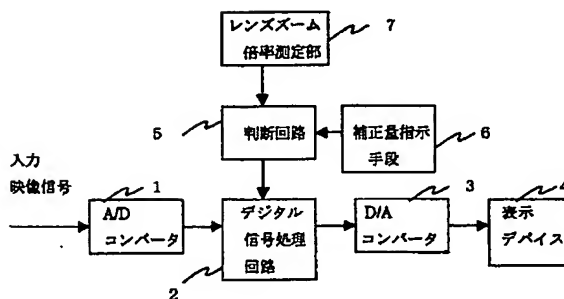 レンズズーム
倍率測定部
7
5
判断回路
補正量指示
手段
6
入力
映像信号
1
A/D
コンバータ
デジタル
信号処理
回路
2
3
D/A
コンバータ
4
表示
デバイス